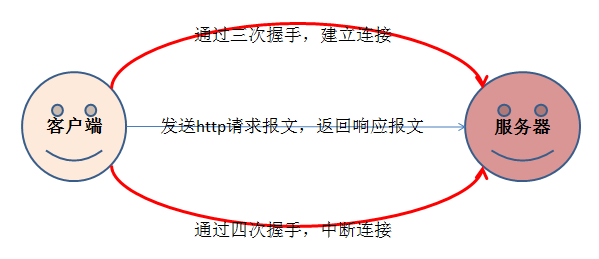 通过三次握手，建立连接
客户端
发送http请求报文，返回响应报文
服务器
通过四次握手，中断连接